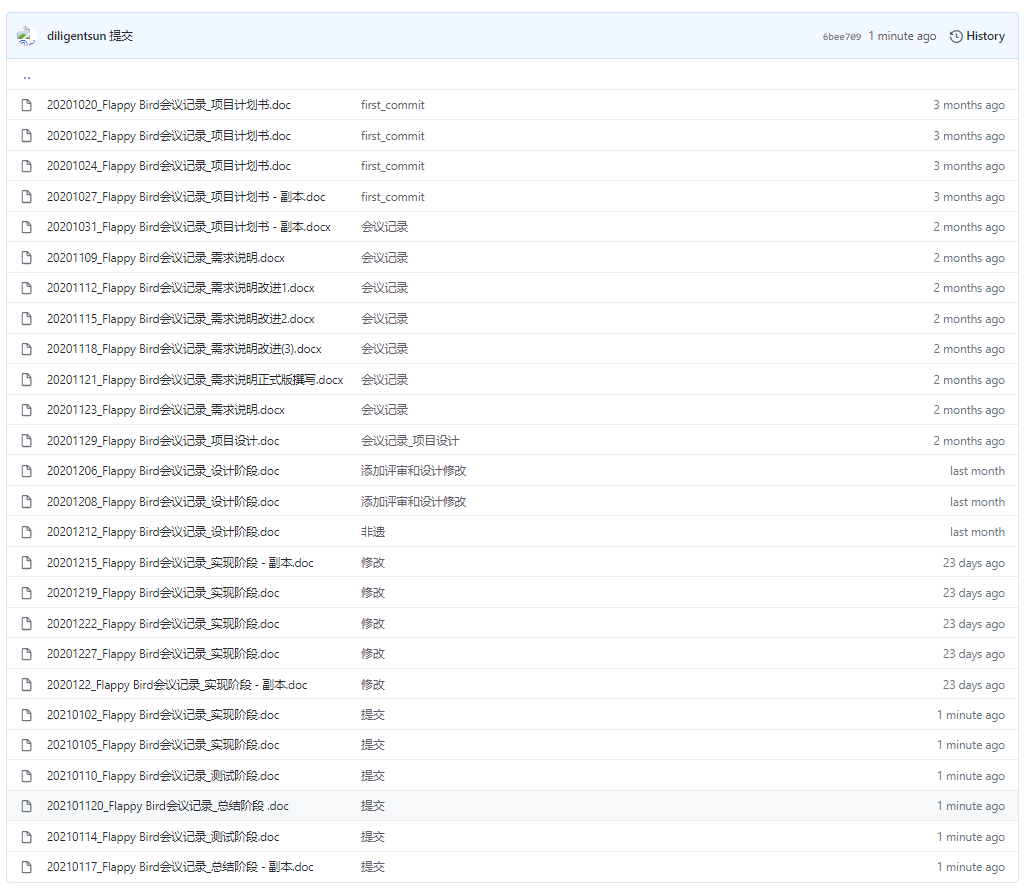 diligentsun 提交 6bee709 1 minute ago History
..
20201020_Flappy Bird会议记录_项目计划书.doc first_commit 3 months ago
20201022_Flappy Bird会议记录_项目计划书.doc first_commit 3 months ago
20201024_Flappy Bird会议记录_项目计划书.doc first_commit 3 months ago
20201027_Flappy Bird会议记录_项目计划书 - 副本.doc first_commit 3 months ago
20201031_Flappy Bird会议记录_项目计划书 - 副本.docx 会议记录 2 months ago
20201109_Flappy Bird会议记录_需求说明.docx 会议记录 2 months ago
20201112_Flappy Bird会议记录_需求说明改进1.docx 会议记录 2 months ago
20201115_Flappy Bird会议记录_需求说明改进2.docx 会议记录 2 months ago
20201118_Flappy Bird会议记录_需求说明改进(3).docx 会议记录 2 months ago
20201121_Flappy Bird会议记录_需求说明正式版撰写.docx 会议记录 2 months ago
20201123_Flappy Bird会议记录_需求说明.docx 会议记录 2 months ago
20201129_Flappy Bird会议记录_项目设计.doc 会议记录_项目设计 2 months ago
20201206_Flappy Bird会议记录_设计阶段.doc 添加评审和设计修改 last month
20201208_Flappy Bird会议记录_设计阶段.doc 添加评审和设计修改 last month
20201212_Flappy Bird会议记录_设计阶段.doc 非遗 last month
20201215_Flappy Bird会议记录_实现阶段 - 副本.doc 修改 23 days ago
20201219_Flappy Bird会议记录_实现阶段.doc 修改 23 days ago
20201222_Flappy Bird会议记录_实现阶段.doc 修改 23 days ago
20201227_Flappy Bird会议记录_实现阶段.doc 修改 23 days ago
2020122_Flappy Bird会议记录_实现阶段 - 副本.doc 修改 23 days ago
20210102_Flappy Bird会议记录_实现阶段.doc 提交 1 minute ago
20210105_Flappy Bird会议记录_实现阶段.doc 提交 1 minute ago
20210110_Flappy Bird会议记录_测试阶段.doc 提交 1 minute ago
202101120_Flappy Bird会议记录_总结阶段 .doc 提交 1 minute ago
20210114_Flappy Bird会议记录_测试阶段.doc 提交 1 minute ago
20210117_Flappy Bird会议记录_总结阶段 - 副本.doc 提交 1 minute ago